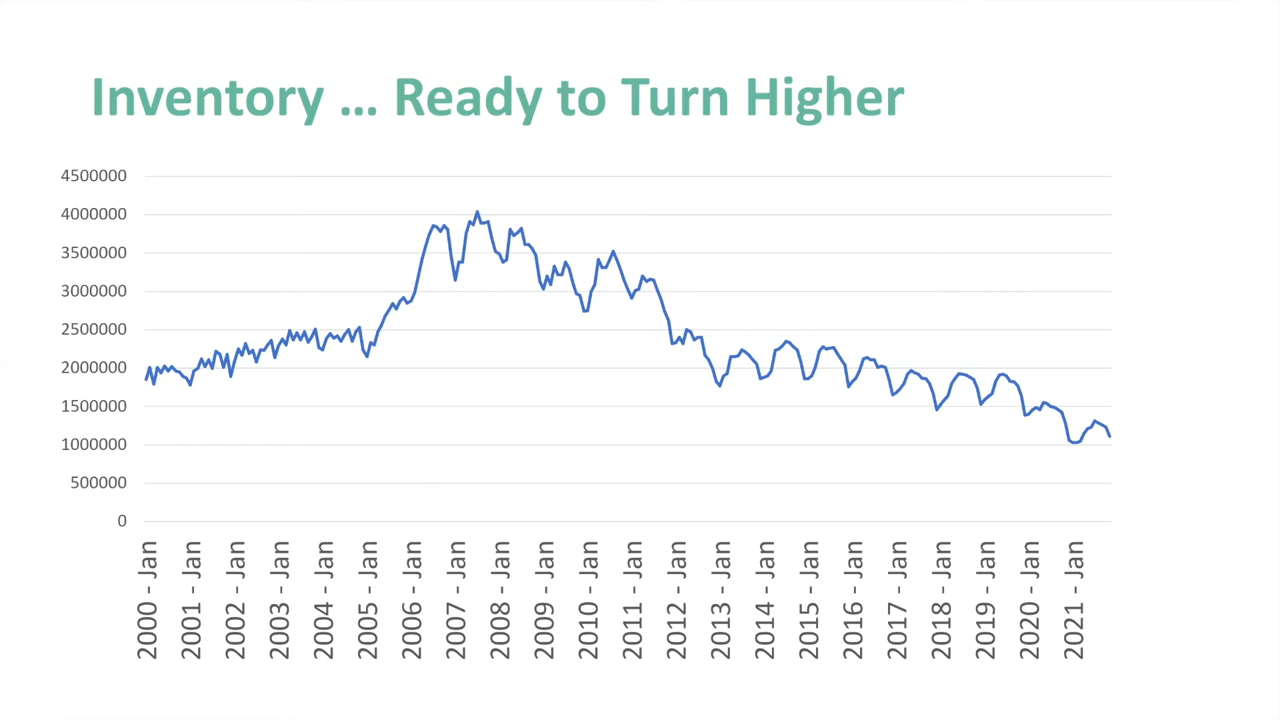 Inventory … Ready to Turn Higher
4500000
4000000
3500000
3000000
2500000
2000000
1500000
1000000
500000
0
2000 - Jan
2001 - Jan
2002 - Jan
2003 - Jan
2004 - Jan
2005 - Jan
2006 - Jan
2007 - Jan
2008 - Jan
2009 - Jan
2010 - Jan
2011 - Jan
2012 - Jan
2013 - Jan
2014 - Jan
2015 - Jan
2016 - Jan
2017 - Jan
2018 - Jan
2019 - Jan
2020 - Jan
2021 - Jan